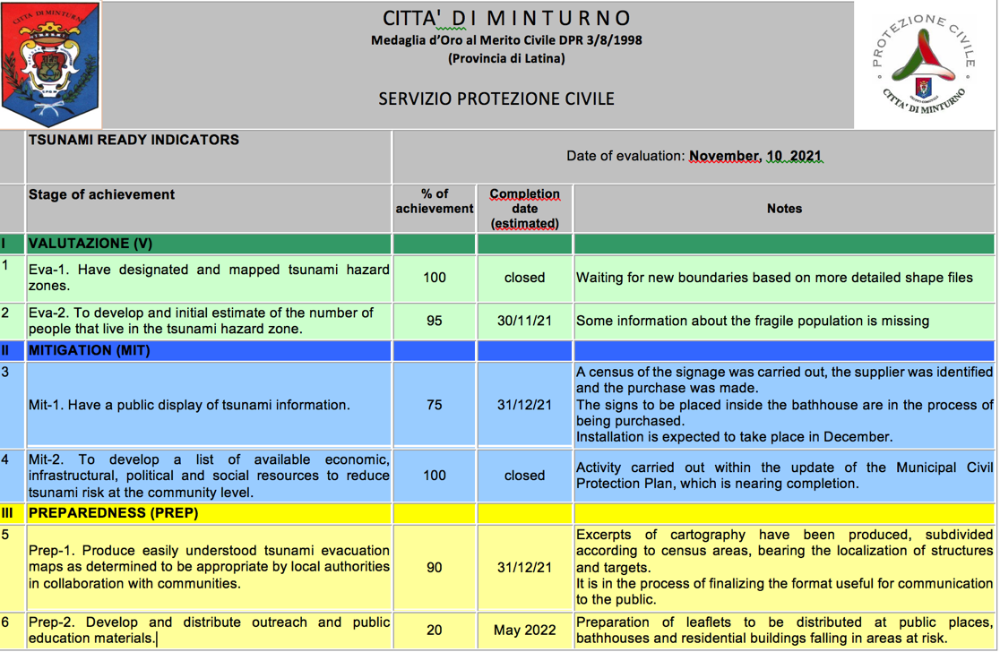 CITTA' DI MINTURNO
CITTA' DI MINTURNO
Medaglia d'Oro al Merito Civile DPR 3/8/1998
(Provincia di Latina)
SERVIZIO PROTEZIONE CIVILE
PROTEZIONE CIVILE
CITTA' DI MINTURNO
TSUNAMI READY INDICATORS
Date of evaluation: November, 10 2021
Stage of achievement
% of
achievement
Completion
date
(estimated)
Notes
I VALUTAZIONE (V)
1
Eva-1. Have designated and mapped tsunami hazard
zones.
100
closed
Waiting for new boundaries based on more detailed shape files
2
Eva-2. To develop and initial estimate of the number of
people that live in the tsunami hazard zone.
95
30/11/21
Some information about the fragile population is missing
II MITIGATION (MIT)
3
Mit-1. Have a public display of tsunami information.
75
31/12/21
A census of the signage was carried out, the supplier was identified
and the purchase was made.
The signs to be placed inside the bathhouse are in the process of
being purchased.
Installation is expected to take place in December.
4
Mit-2. To develop a list of available economic,
infrastructural, political and social resources to reduce
tsunami risk at the community level.
100
closed
Activity carried out within the update of the Municipal Civil
Protection Plan, which is nearing completion.
III PREPAREDNESS (PREP)
5
Prep-1. Produce easily understood tsunami evacuation
maps as determined to be appropriate by local authorities
in collaboration with communities.
90
31/12/21
Excerpts of cartography have been produced, subdivided
according to census areas, bearing the localization of structures
and targets.
It is in the process of finalizing the format useful for communication
to the public.
6
Prep-2. Develop and distribute outreach and public
education materials.
20
May 2022
Preparation of leaflets to be distributed at public places,
bathhouses and residential buildings falling in areas at risk.